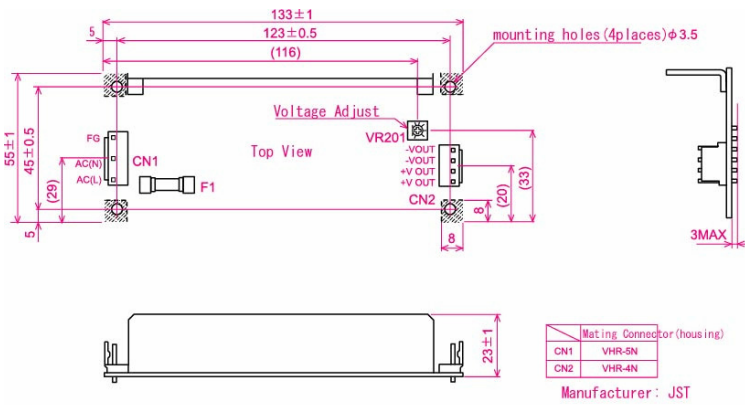 133±1
5
123±0.5
(116)
mounting holes(4places)φ3.5
Voltage Adjust
VR201
Top View
55±1
45±0.5
(29)
5
FG
AC(N)
AC(L)
CN1
F1
-VOUT
-VOUT
+V OUT
+V OUT
CN2
8
8
(20)
(33)
3MAX
23±1
Mating Connector(housing)
CN1 VHR-5N
CN2 VHR-4N
Manufacturer: JST